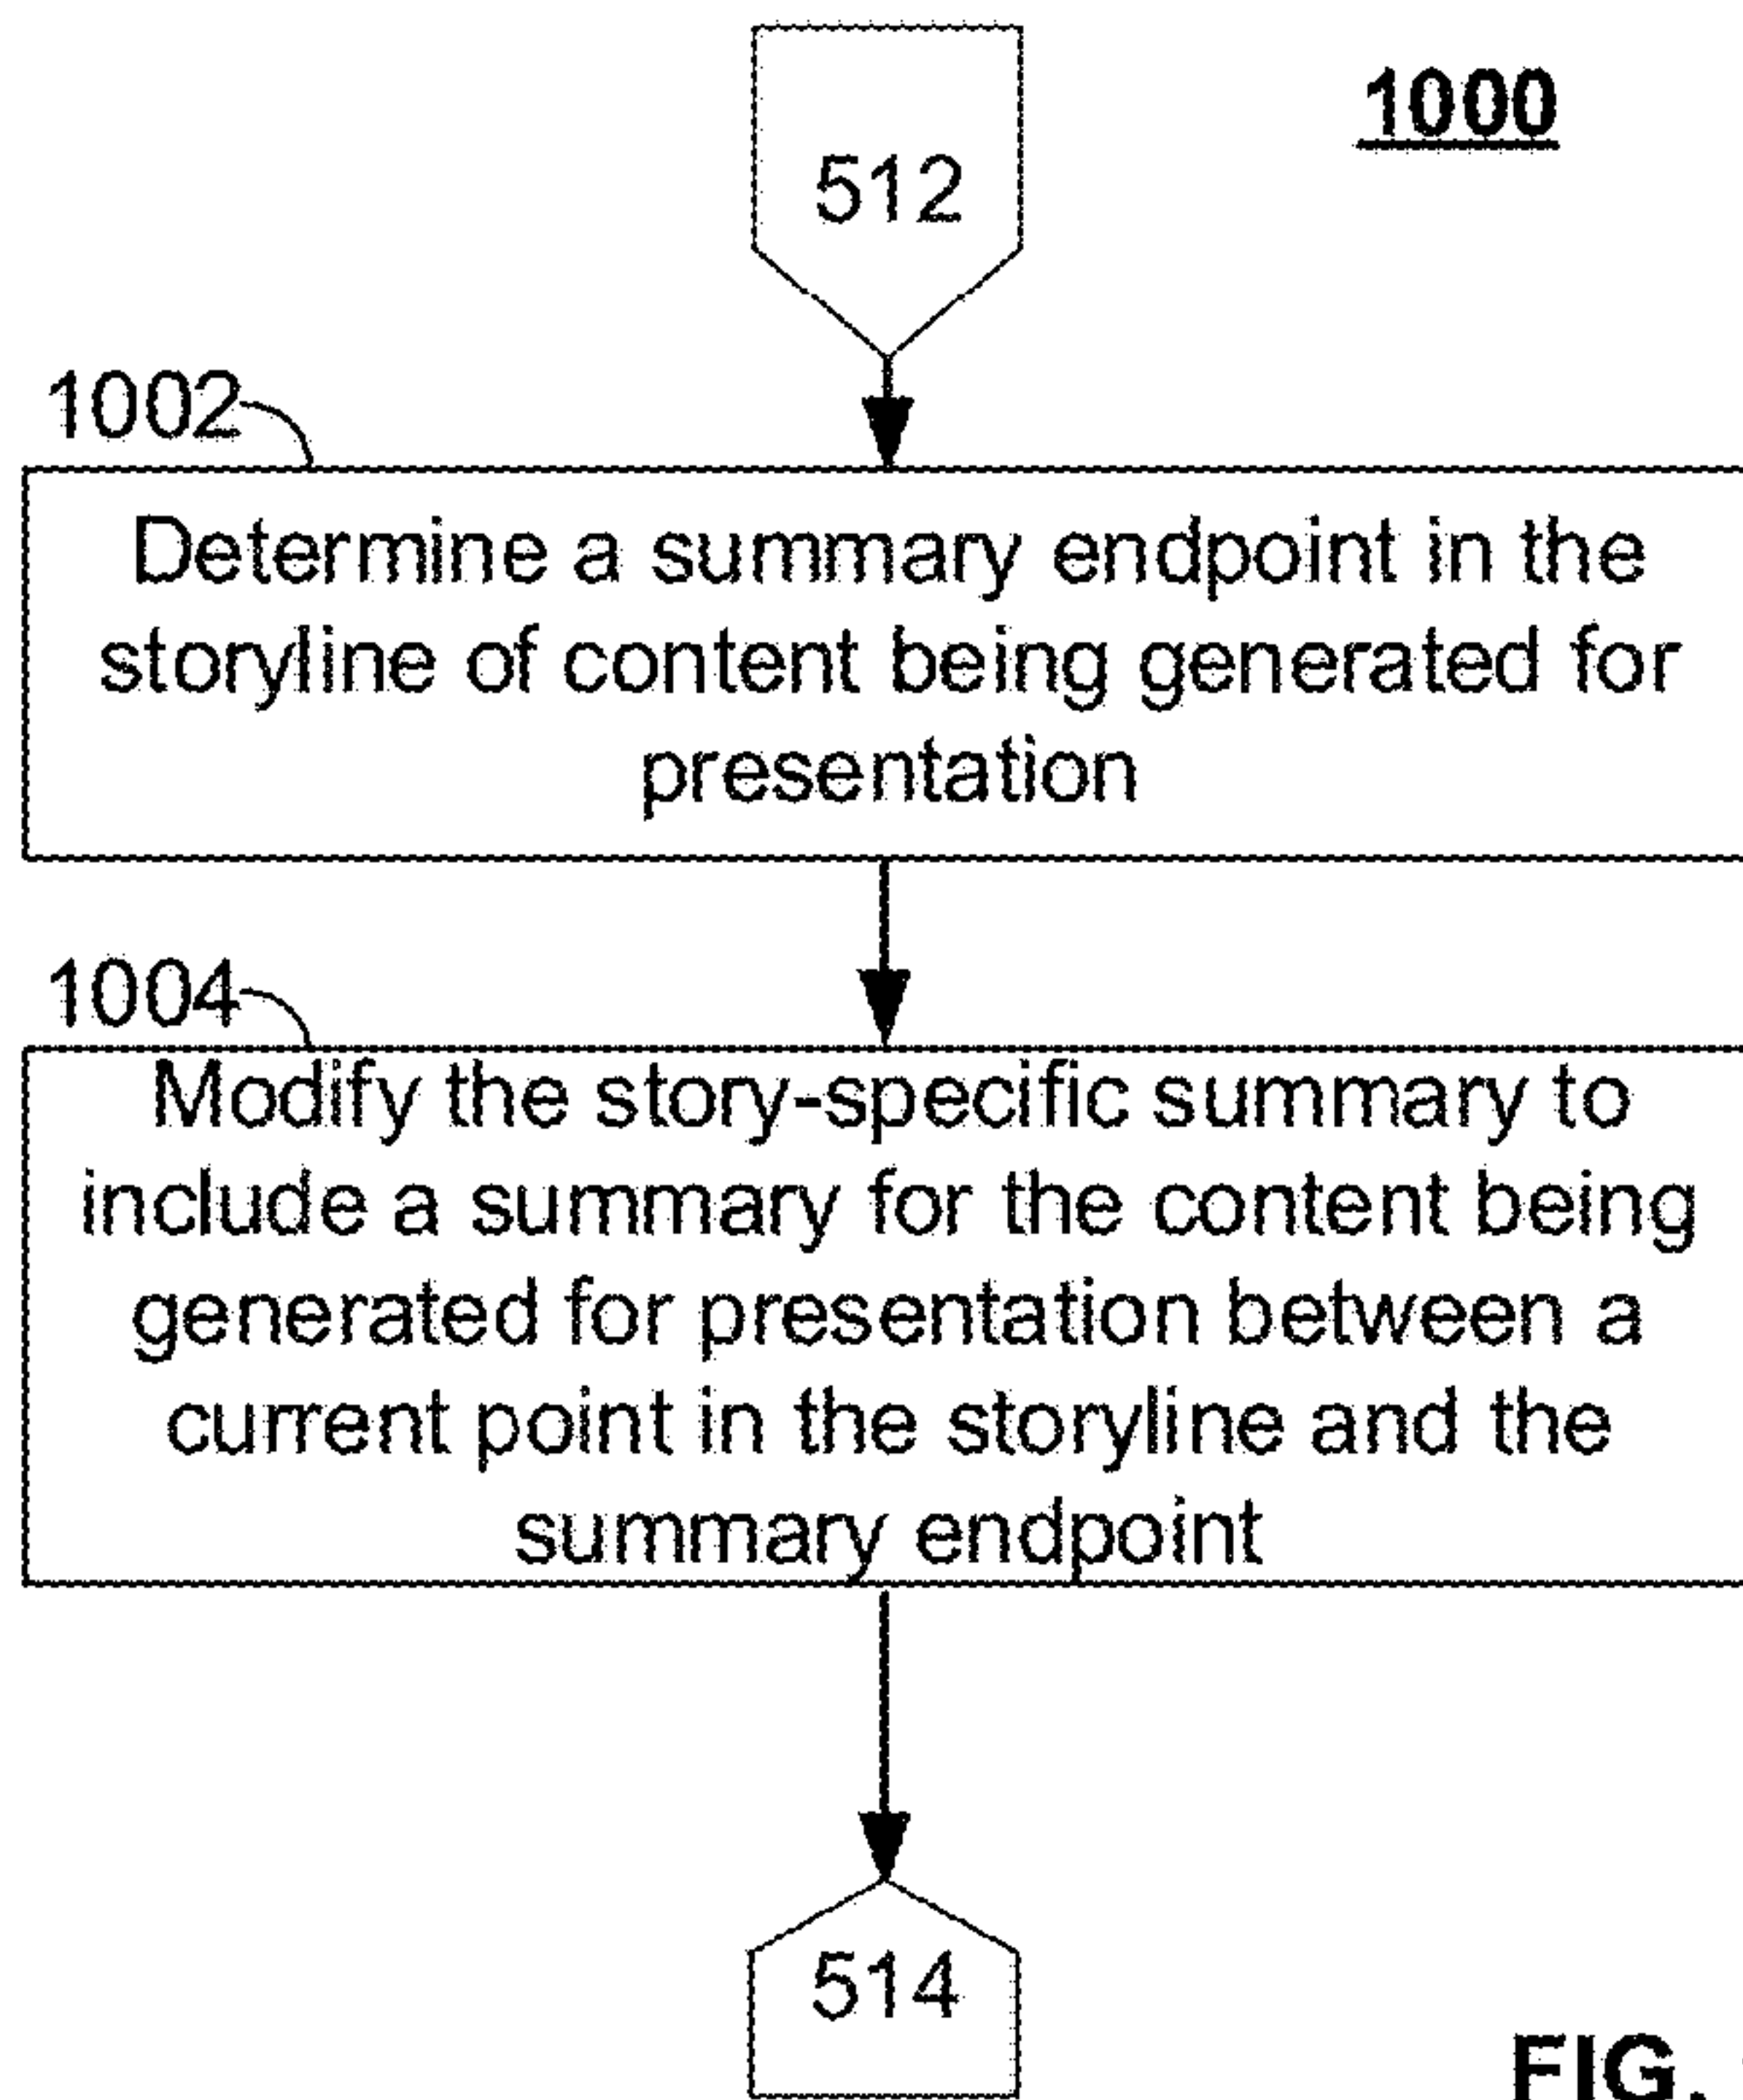 1000
512
1002
Determine a summary endpoint in the
storyline of content being generated for
presentation
1004
Modify the story-specific summary to
include a summary for the content being
generated for presentation between a
current point in the storyline and the
summary endpoint
514
FIG.